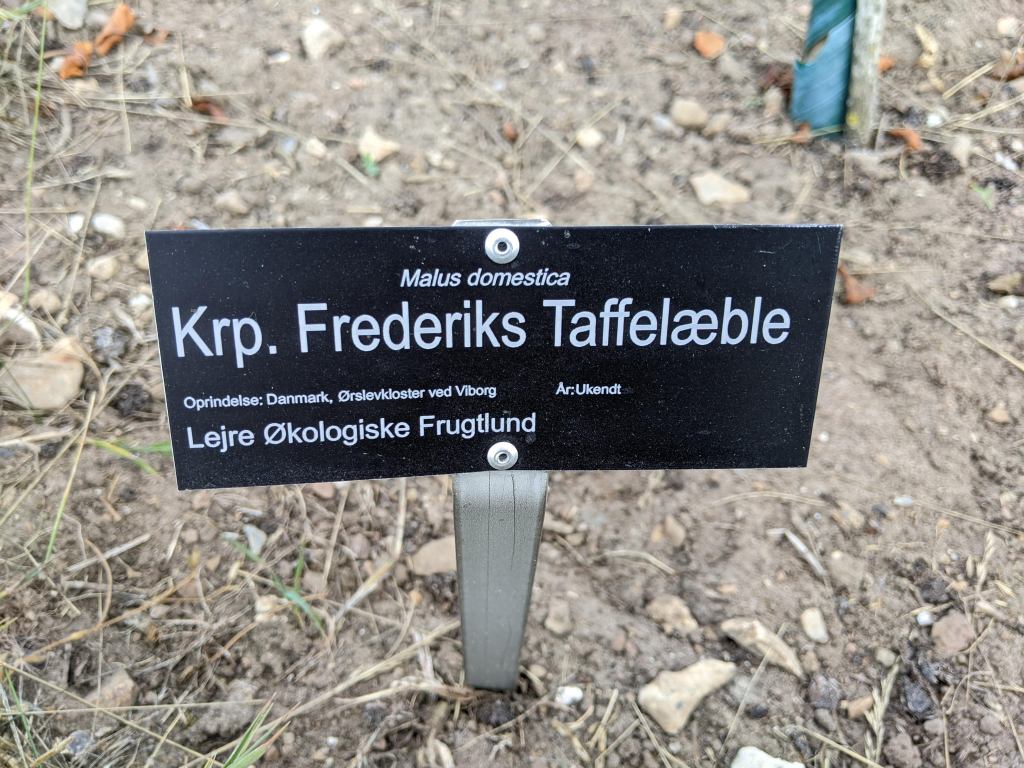 Malus domestica
Krp. Frederiks Taffelæble
Oprindelse: Danmark, Ørslevkloster ved Viborg År:Ukendt
Lejre Økologiske Frugtlund